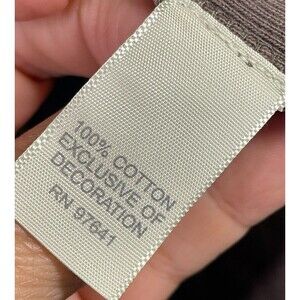 100% COTTON
EXCLUSIVE OF
DECORATION
RN 97641